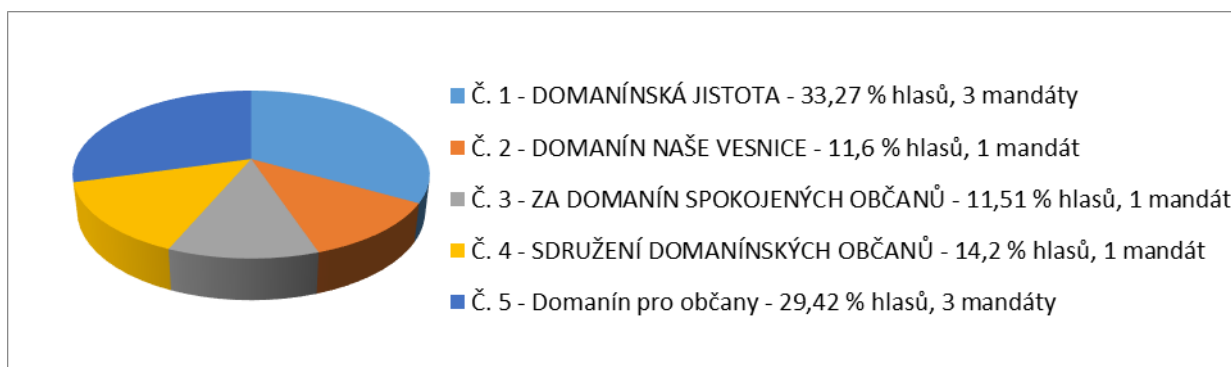 Č. 1 - DOMANÍNSKÁ JISTOTA - 33,27 % hlasů, 3 mandáty
Č. 2 - DOMANÍN NAŠE VESNICE - 11,6 % hlasů, 1 mandát
Č. 3 - ZA DOMANÍN SPOKOJENÝCH OBČANŮ - 11,51 % hlasů, 1 mandát
Č. 4 - SDRUŽENÍ DOMANÍNSKÝCH OBČANŮ - 14,2 % hlasů, 1 mandát
Č. 5 - Domanín pro občany - 29,42 % hlasů, 3 mandáty